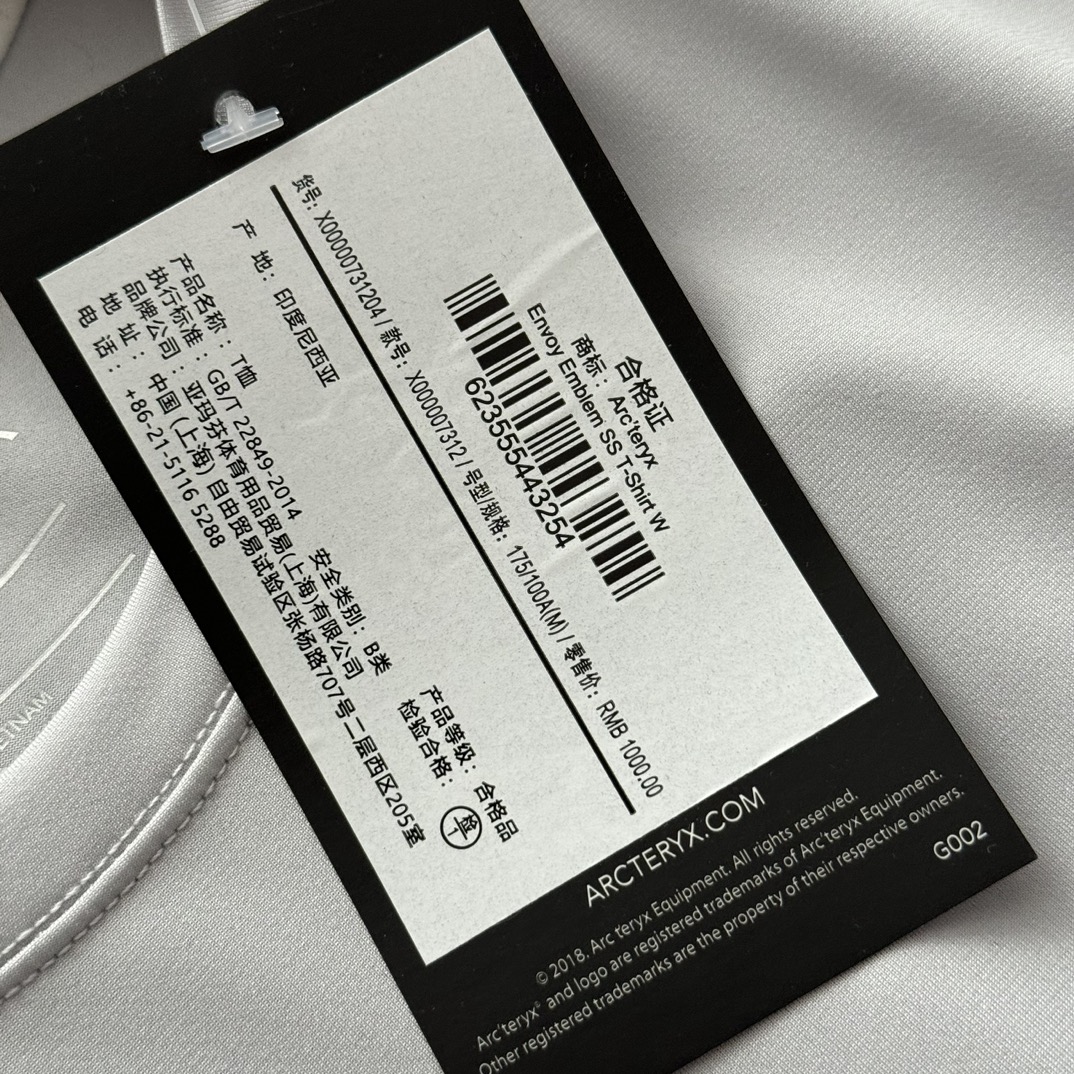 合格证
商标: Arc'teryx
Envoy Emblem SS T-Shirt W
623555443254
货号: X0000731204 / 款号: X000007312 / 号型/规格: 175/100A(M) / 零售价: RMB 1000.00
产 地: 印度尼西亚
产品名称: T恤
执行标准: GB/T 22849-2014
安全类别: B类
产品等级: 合格品
品牌公司: 亚玛芬体育用品贸易(上海)有限公司
检验合格: 检1
地 址: 中国(上海)自由贸易试验区张杨路707号二层西区205室
电 话: +86-21-5116 5288
ARCTERYX.COM
© 2018. Arc'teryx Equipment. All rights reserved.
Arc'teryx® and logo are registered trademarks of Arc'teryx Equipment.
Other registered trademarks are the property of their respective owners.
G002